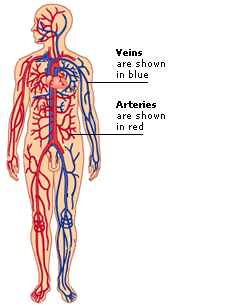 Veins
are shown
in blue
Arteries
are shown
in red